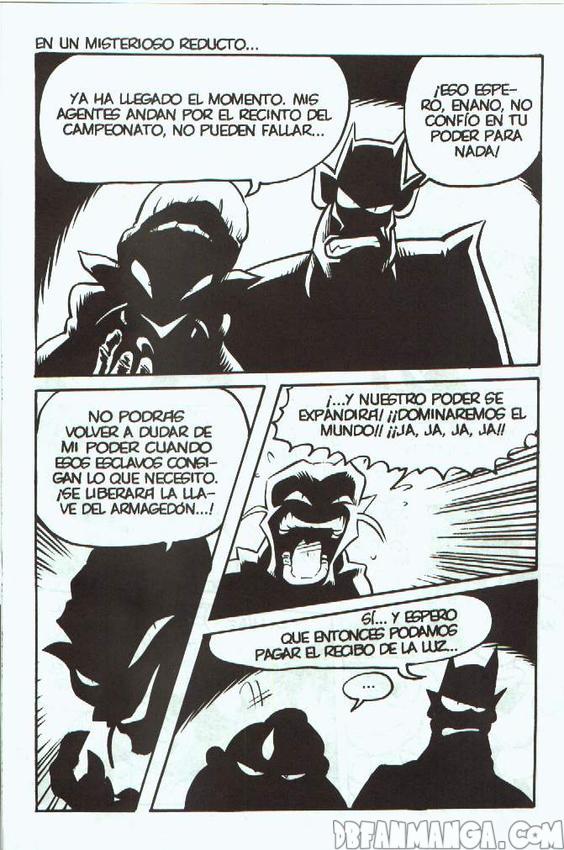 EN UN MISTERIOSO REDUCTO...
YA HA LLEGADO EL MOMENTO. MIS
AGENTES ANDAN POR EL RECINTO DEL
CAMPEONATO, NO PUEDEN FALLAR...
¡ESO ESPE-
RO, ENANO, NO
CONFÍO EN TU
PODER PARA
NADA!
NO PODRAS
VOLVER A DUDAR DE
MI PODER CUANDO
ESOS ESCLAVOS CONSI-
GAN LO QUE NECESITO.
¡SE LIBERARA LA LLA-
VE DEL ARMAGEDÓN...!
¡...Y NUESTRO PODER SE
EXPANDIRA! ¡¡DOMINAREMOS EL
MUNDO!! ¡¡JA, JA, JA, JA!!
SÍ... Y ESPERO
QUE ENTONCES PODAMOS
PAGAR EL RECIBO DE LA LUZ...
...
DBFANMANGA.COM